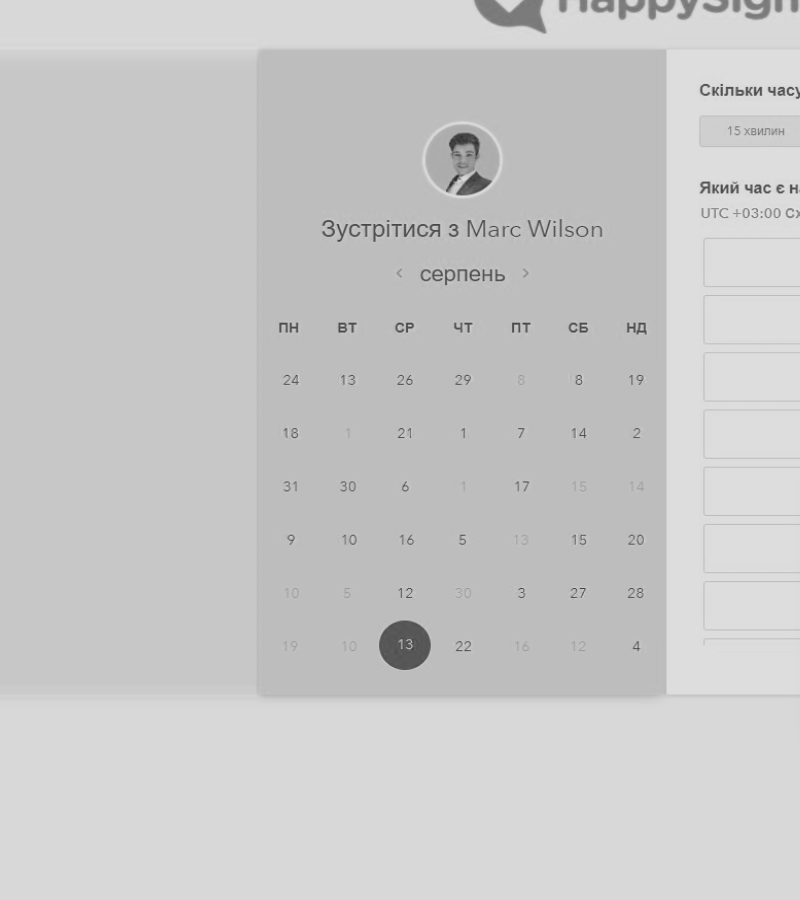 HappySign
Зустрітися з Marc Wilson
‹ серпень ›
ПН ВТ СР ЧТ ПТ СБ НД
24 13 26 29 8 8 19
18 1 21 1 7 14 2
31 30 6 1 17 15 14
9 10 16 5 13 15 20
10 5 12 30 3 27 28
19 10 13 22 16 12 4
Скільки часу
15 хвилин
Який час є
UTC +03:00